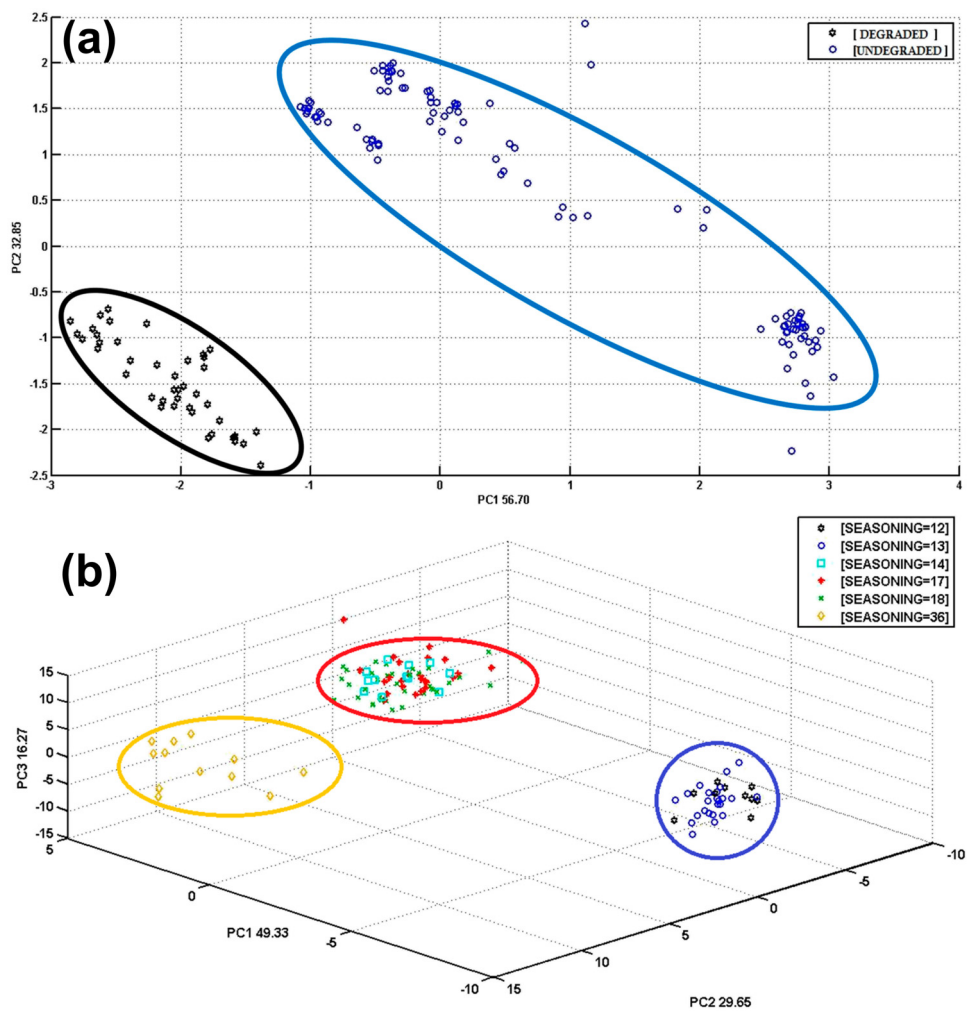 (a)
[ DEGRADED ]
[UNDEGRADED ]
2.5
2
1.5
1
0.5
0
-0.5
-1
-1.5
-2
-2.5
PC2 32.85
-3 -2 -1 0 1 2 3 4
PC1 56.70
(b)
[SEASONING=12]
[SEASONING=13]
[SEASONING=14]
[SEASONING=17]
[SEASONING=18]
[SEASONING=36]
15
10
5
0
-5
-10
-15
PC3 16.27
5
0
-5
-10
PC1 49.33
15
10
5
0
-5
-10
PC2 29.65